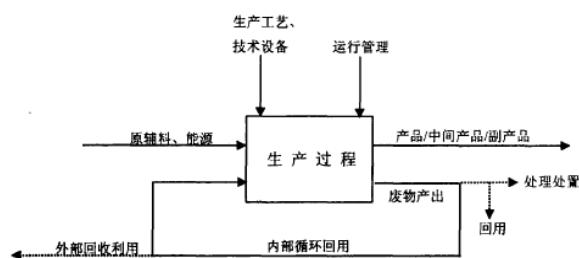 生产工艺、
技术设备
运行管理
原辅料、能源
产品/中间产品/副产品
生 产 过 程
废物产出
处理处置
回用
外部回收利用
内部循环回用